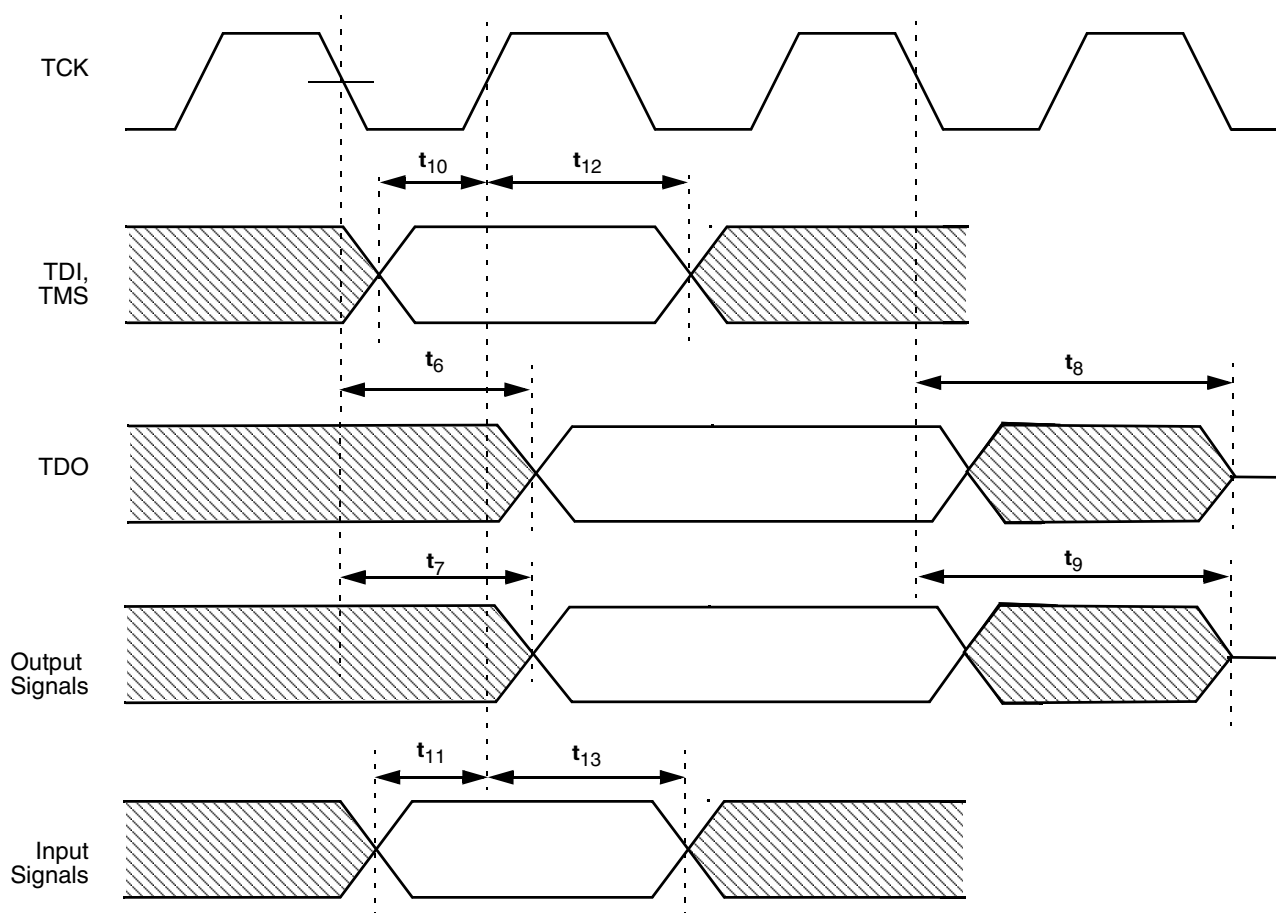 TCK
t10
t12
TDI,
TMS
t6
t8
TDO
t7
t9
Output
Signals
t11
t13
Input
Signals